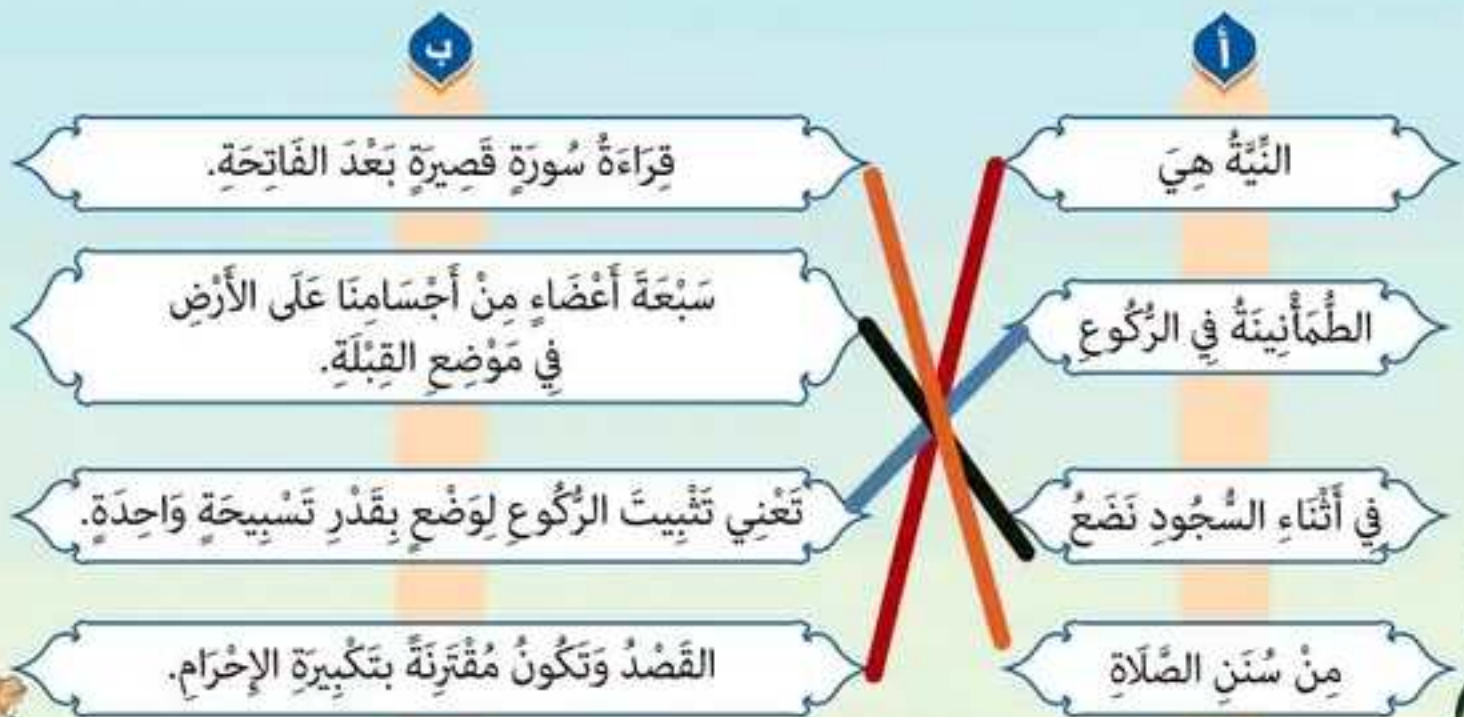 أ
ب
النِّيَّةُ هِيَ
قِرَاءَةُ سُورَةٍ قَصِيرَةٍ بَعْدَ الفَاتِحَةِ.
الطُّمَأْنِينَةُ فِي الرُّكُوعِ
سَبْعَةَ أَعْضَاءٍ مِنْ أَجْسَامِنَا عَلَى الأَرْضِ
فِي مَوْضِعِ القِبْلَةِ.
فِي أَثْنَاءِ السُّجُودِ نَضَعُ
تَعْنِي تَثْبِيتَ الرُّكُوعِ لِوَضْعٍ بِقَدْرِ تَسْبِيحَةٍ وَاحِدَةٍ.
مِنْ سُنَنِ الصَّلَاةِ
القَصْدُ وَتَكُونُ مُقْتَرِنَةً بِتَكْبِيرَةِ الإِحْرَامِ.